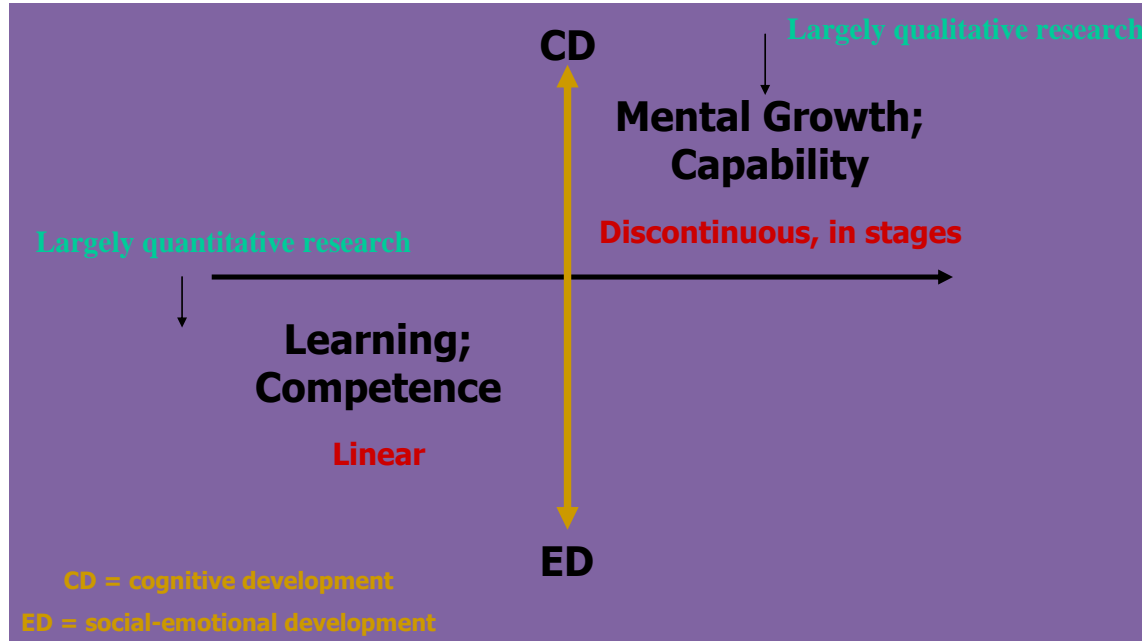 CD
Largely qualitative research
Mental Growth;
Capability
Discontinuous, in stages
Largely quantitative research
Learning;
Competence
Linear
ED
CD = cognitive development
ED = social-emotional development